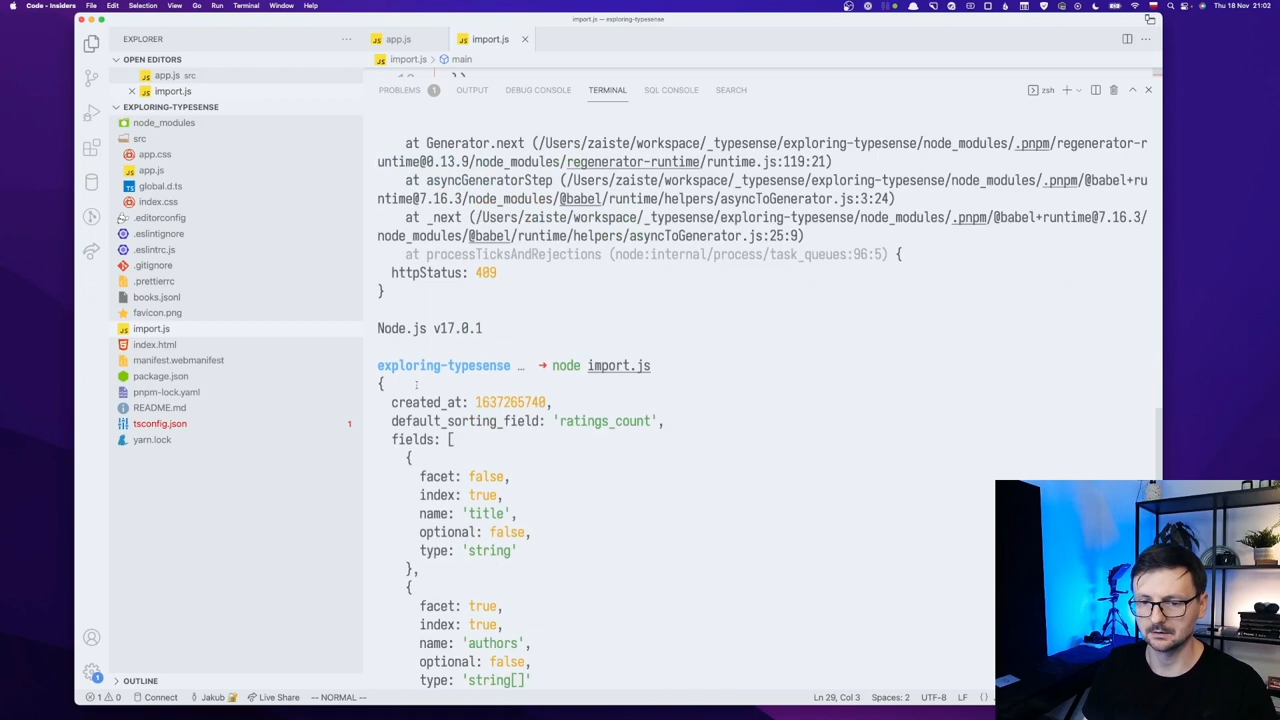 Code - Insiders File Edit Selection View Go Run Terminal Window Help
Thu 18 Nov 21:02
import.js — exploring-typesense
EXPLORER
app.js
import.js
OPEN EDITORS
import.js
main
app.js src
import.js
PROBLEMS 1 OUTPUT DEBUG CONSOLE TERMINAL SQL CONSOLE SEARCH
zsh
EXPLORING-TYPESENSE
node_modules
src
app.css
app.js
global.d.ts
index.css
.editorconfig
.eslintignore
.eslintrc.js
.gitignore
.prettierrc
books.jsonl
favicon.png
import.js
index.html
manifest.webmanifest
package.json
pnpm-lock.yaml
README.md
tsconfig.json 1
yarn.lock
OUTLINE
at Generator.next (/Users/zaiste/workspace/_typesense/exploring-typesense/node_modules/.pnpm/regenerator-r
untime@0.13.9/node_modules/regenerator-runtime/runtime.js:119:21)
at asyncGeneratorStep (/Users/zaiste/workspace/_typesense/exploring-typesense/node_modules/.pnpm/@babel+ru
ntime@7.16.3/node_modules/@babel/runtime/helpers/asyncToGenerator.js:3:24)
at _next (/Users/zaiste/workspace/_typesense/exploring-typesense/node_modules/.pnpm/@babel+runtime@7.16.3/
node_modules/@babel/runtime/helpers/asyncToGenerator.js:25:9)
at processTicksAndRejections (node:internal/process/task_queues:96:5) {
httpStatus: 409
}
Node.js v17.0.1
exploring-typesense … ➜ node import.js
{
created_at: 1637265740,
default_sorting_field: 'ratings_count',
fields: [
{
facet: false,
index: true,
name: 'title',
optional: false,
type: 'string'
},
{
facet: true,
index: true,
name: 'authors',
optional: false,
type: 'string[]'
1 0 Connect Jakub Live Share -- NORMAL --
Ln 29, Col 3 Spaces: 2 UTF-8 LF { }